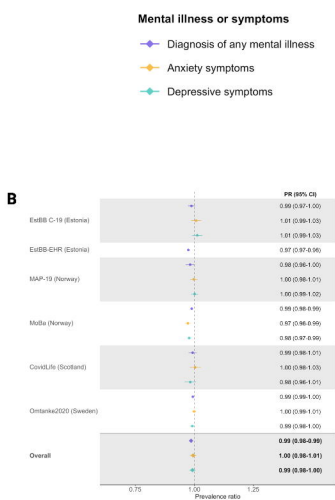 Mental illness or symptoms
Diagnosis of any mental illness
Anxiety symptoms
Depressive symptoms
B
PR (95% CI)
0.99 (0.97-1.00)
EstBB C-19 (Estonia) 1.01 (0.99-1.03)
1.01 (0.99-1.03)
EstBB-EHR (Estonia) 0.97 (0.97-0.98)
0.98 (0.96-1.00)
MAP-19 (Norway) 1.00 (0.98-1.01)
1.00 (0.99-1.02)
0.99 (0.98-0.99)
MoBa (Norway) 0.97 (0.96-0.99)
0.98 (0.97-0.99)
0.99 (0.98-1.01)
CovidLife (Scotland) 1.00 (0.98-1.03)
0.98 (0.96-1.01)
0.99 (0.99-1.00)
Omtanke2020 (Sweden) 1.00 (0.99-1.01)
0.99 (0.98-1.00)
0.99 (0.98-0.99)
Overall 1.00 (0.98-1.01)
0.99 (0.98-1.00)
0.75 1.00 1.25
Prevalence ratio